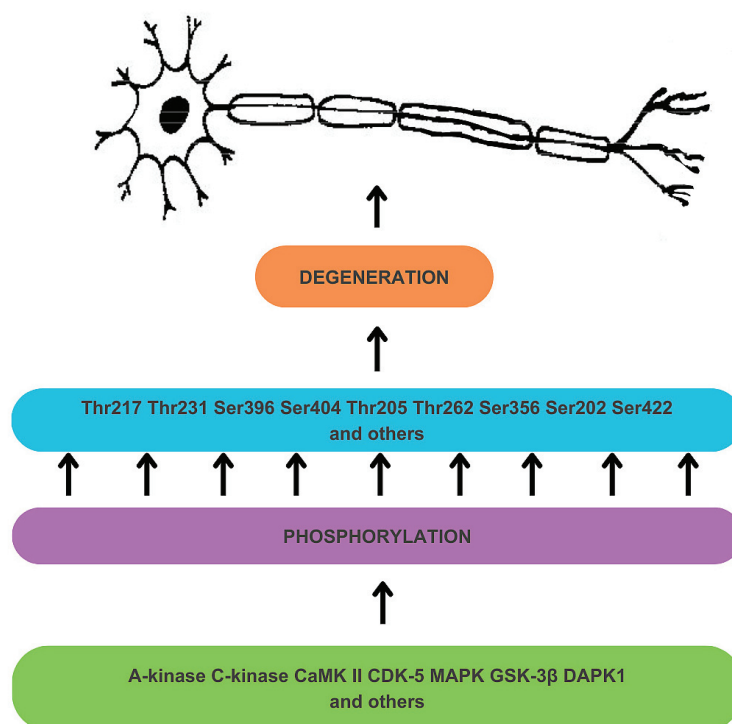 DEGENERATION
Thr217 Thr231 Ser396 Ser404 Thr205 Thr262 Ser356 Ser202 Ser422
and others
PHOSPHORYLATION
A-kinase C-kinase CaMK II CDK-5 MAPK GSK-3β DAPK1
and others